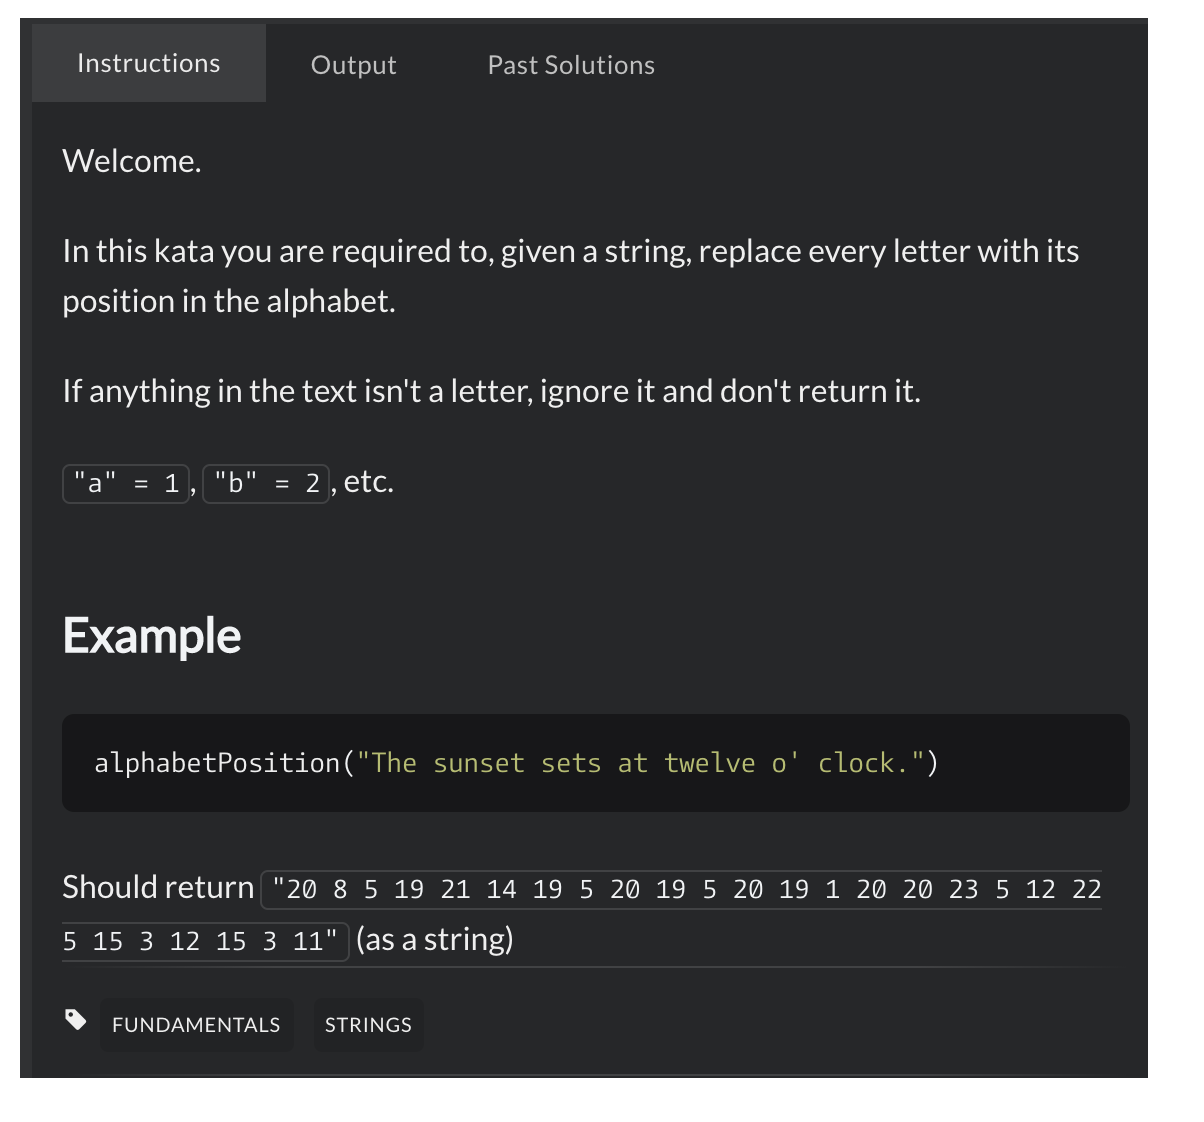 Instructions Output Past Solutions
Welcome.
In this kata you are required to, given a string, replace every letter with its
position in the alphabet.
If anything in the text isn't a letter, ignore it and don't return it.
"a" = 1, "b" = 2, etc.
Example
alphabetPosition("The sunset sets at twelve o' clock.")
Should return "20 8 5 19 21 14 19 5 20 19 5 20 19 1 20 20 23 5 12 22
5 15 3 12 15 3 11" (as a string)
FUNDAMENTALS STRINGS